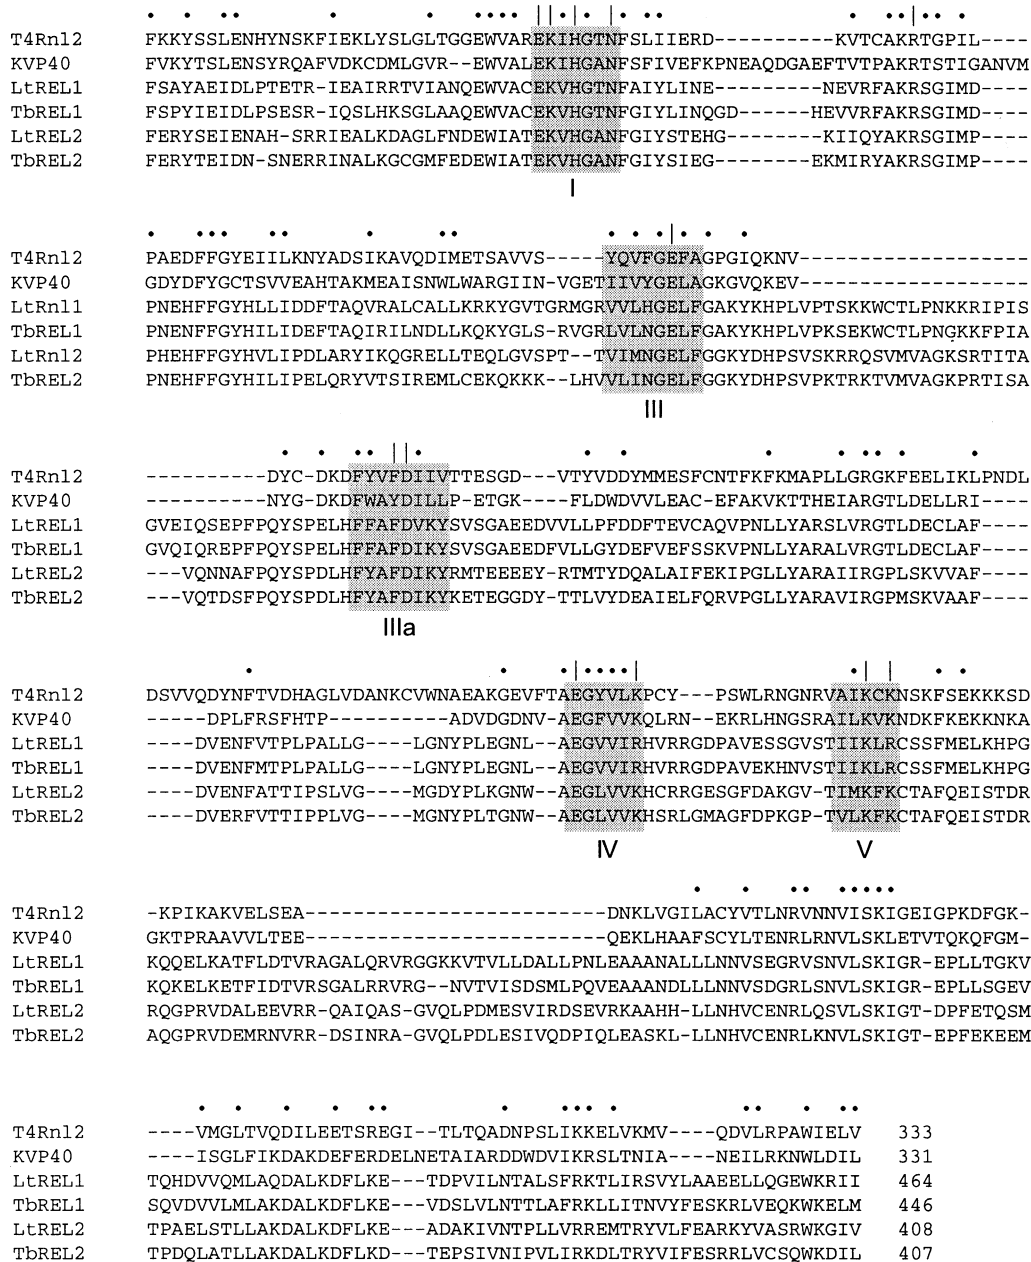 T4Rnl2 FKKYSSLENHYNSKFIEKLYSLGLTGGEWVAREKIHGTNFSLIIERD----------KVTCAKRTGPIL----
KVP40 FVKYTSLENSYRQAFVDKCDMLGVR--EWVALEKIHGANFSFIVEFKPNEAQDGAEFTVTPAKRTSTIGANVM
LtREL1 FSAYAEIDLPTETR-IEAIRRTVIANQEWVACEKVHGTNFAIYLINE---------NEVRFAKRSGIMD----
TbREL1 FSPYIEIDLPSESR-IQSLHKSGLAAQEWVACEKVHGTNFGIYLINQGD------HEVVRFAKRSGIMD----
LtREL2 FERYSEIENAH-SRRIEALKDAGLFNDEWIATEKVHGANFGIYSTEHG--------KIIQYAKRSGIMP----
TbREL2 FERYTEIDN-SNERRINALKGCGMFEDEWIATEKVHGANFGIYSIEG--------EKMIRYAKRSGIMP----
I
T4Rnl2 PAEDFFGYEIILKNYADSIKAVQDIMETSAVVS-----YQVFGEFAGPGIQKNV-------------------
KVP40 GDYDFYGCTSVVEAHTAKMEAISNWLWARGIIN-VGETIIVYGELAGKGVQKEV-------------------
LtRnl1 PNEHFFGYHLLIDDFTAQVRALCALLKRKYGVTGRMGRVVLHGELFGAKYKHPLVPTSKKWCTLPNKKRIPIS
TbREL1 PNENFFGYHILIDEFTAQIRILNDLLKQKYGLS-RVGRLVLNGELFGAKYKHPLVPKSEKWCTLPNGKKFPIA
LtRnl2 PHEHFFGYHVLIPDLARYIKQGRELLTEQLGVSPT--TVIMNGELFGGKYDHPSVSKRRQSVMVAGKSRTITA
TbREL2 PNEHFFGYHILIPELQRYVTSIREMLCEKQKKK--LHVVLINGELFGGKYDHPSVPKTRKTVMVAGKPRTISA
III
T4Rnl2 ----------DYC-DKDFYVFDIIVTTESGD---VTYVDDYMMESFCNTFKFKMAPLLGRGKFEELIKLPNDL
KVP40 ----------NYG-DKDFWAYDILLP-ETGK----FLDWDVVLEAC-EFAKVKTTHEIARGTLDELLRI----
LtREL1 GVEIQSEPFPQYSPELHFFAFDVKYSVSGAEEDVVLLPFDDFTEVCAQVPNLLYARSLVRGTLDECLAF----
TbREL1 GVQIQREPFPQYSPELHFFAFDIKYSVSGAEEDFVLLGYDEFVEFSSKVPNLLYARALVRGTLDECLAF----
LtREL2 ---VQNNAFPQYSPDLHFYAFDIKYRMTEEEEY-RTMTYDQALAIFEKIPGLLYARAIIRGPLSKVVAF----
TbREL2 ---VQTDSFPQYSPDLHFYAFDIKYKETEGGDY-TTLVYDEAIELFQRVPGLLYARAVIRGPMSKVAAF----
IIIa
T4Rnl2 DSVVQDYNFTVDHAGLVDANKCVWNAEAKGEVFTAEGYVLKPCY---PSWLRNGNRVAIKCKNSKFSEKKKSD
KVP40 -----DPLFRSFHTP----------ADVDGDNV-AEGFVVKQLRN---EKRLHNGSRAILKVKNDKFKEKKNKA
LtREL1 ----DVENFVTPLPALLG----LGNYPLEGNL--AEGVVIRHVRRGDPAVESSGVSTIIKLRCSSFMELKHPG
TbREL1 ----DVENFMTPLPALLG----LGNYPLEGNL--AEGVVIRHVRRGDPAVEKHNVSTIIKLRCSSFMELKHPG
LtREL2 ----DVENFATTIPSLVG----MGDYPLKGNW--AEGLVVKHCRRGESGFDAKGV-TIMKFKCTAFQEISTDR
TbREL2 ----DVERFVTTIPPLVG----MGNYPLTGNW--AEGLVVKHSRLGMAGFDPKGP-TVLKFKCTAFQEISTDR
IV V
T4Rnl2 -KPIKAKVELSEA-------------------------DNKLVGILACYVTLNRVNNVISKIGEIGPKDFGK-
KVP40 GKTPRAAVVLTEE-------------------------QEKLHAAFSCYLTENRLRNVLSKLETVTQKQFGM-
LtREL1 KQQELKATFLDTVRAGALQRVRGGKKVTVLLDALLPNLEAAANALLLNNVSEGRVSNVLSKIGR-EPLLTGKV
TbREL1 KQKELKETFIDTVRSGALRRVRG--NVTVISDSMLPQVEAAANDLLLNNVSDGRLSNVLSKIGR-EPLLSGEV
LtREL2 RQGPRVDALEEVRR-QAIQAS-GVQLPDMESVIRDSEVRKAAHH-LLNHVCENRLQSVLSKIGT-DPFETQSM
TbREL2 AQGPRVDEMRNVRR-DSINRA-GVQLPDLESIVQDPIQLEASKL-LLNHVCENRLKNVLSKIGT-EPFEKEEM
T4Rnl2 ----VMGLTVQDILEETSREGI--TLTQADNPSLIKKELVKMV----QDVLRPAWIELV 333
KVP40 ----ISGLFIKDAKDEFERDELNETAIARDDWDVIKRSLTNIA----NEILRKNWLDIL 331
LtREL1 TQHDVVQMLAQDALKDFLKE---TDPVILNTALSFRKTLIRSVYLAAEELLQGEWKRII 464
TbREL1 SQVDVVLMLAKDALKDFLKE---VDSLVLNTTLAFRKLLITNVYFESKRLVEQKWKELM 446
LtREL2 TPAELSTLLAKDALKDFLKE---ADAKIVNTPLLVRREMTRYVLFEARKYVASRWKGIV 408
TbREL2 TPDQLATLLAKDALKDFLKD---TEPSIVNIPVLIRKDLTRYVIFESRRLVCSQWKDIL 407